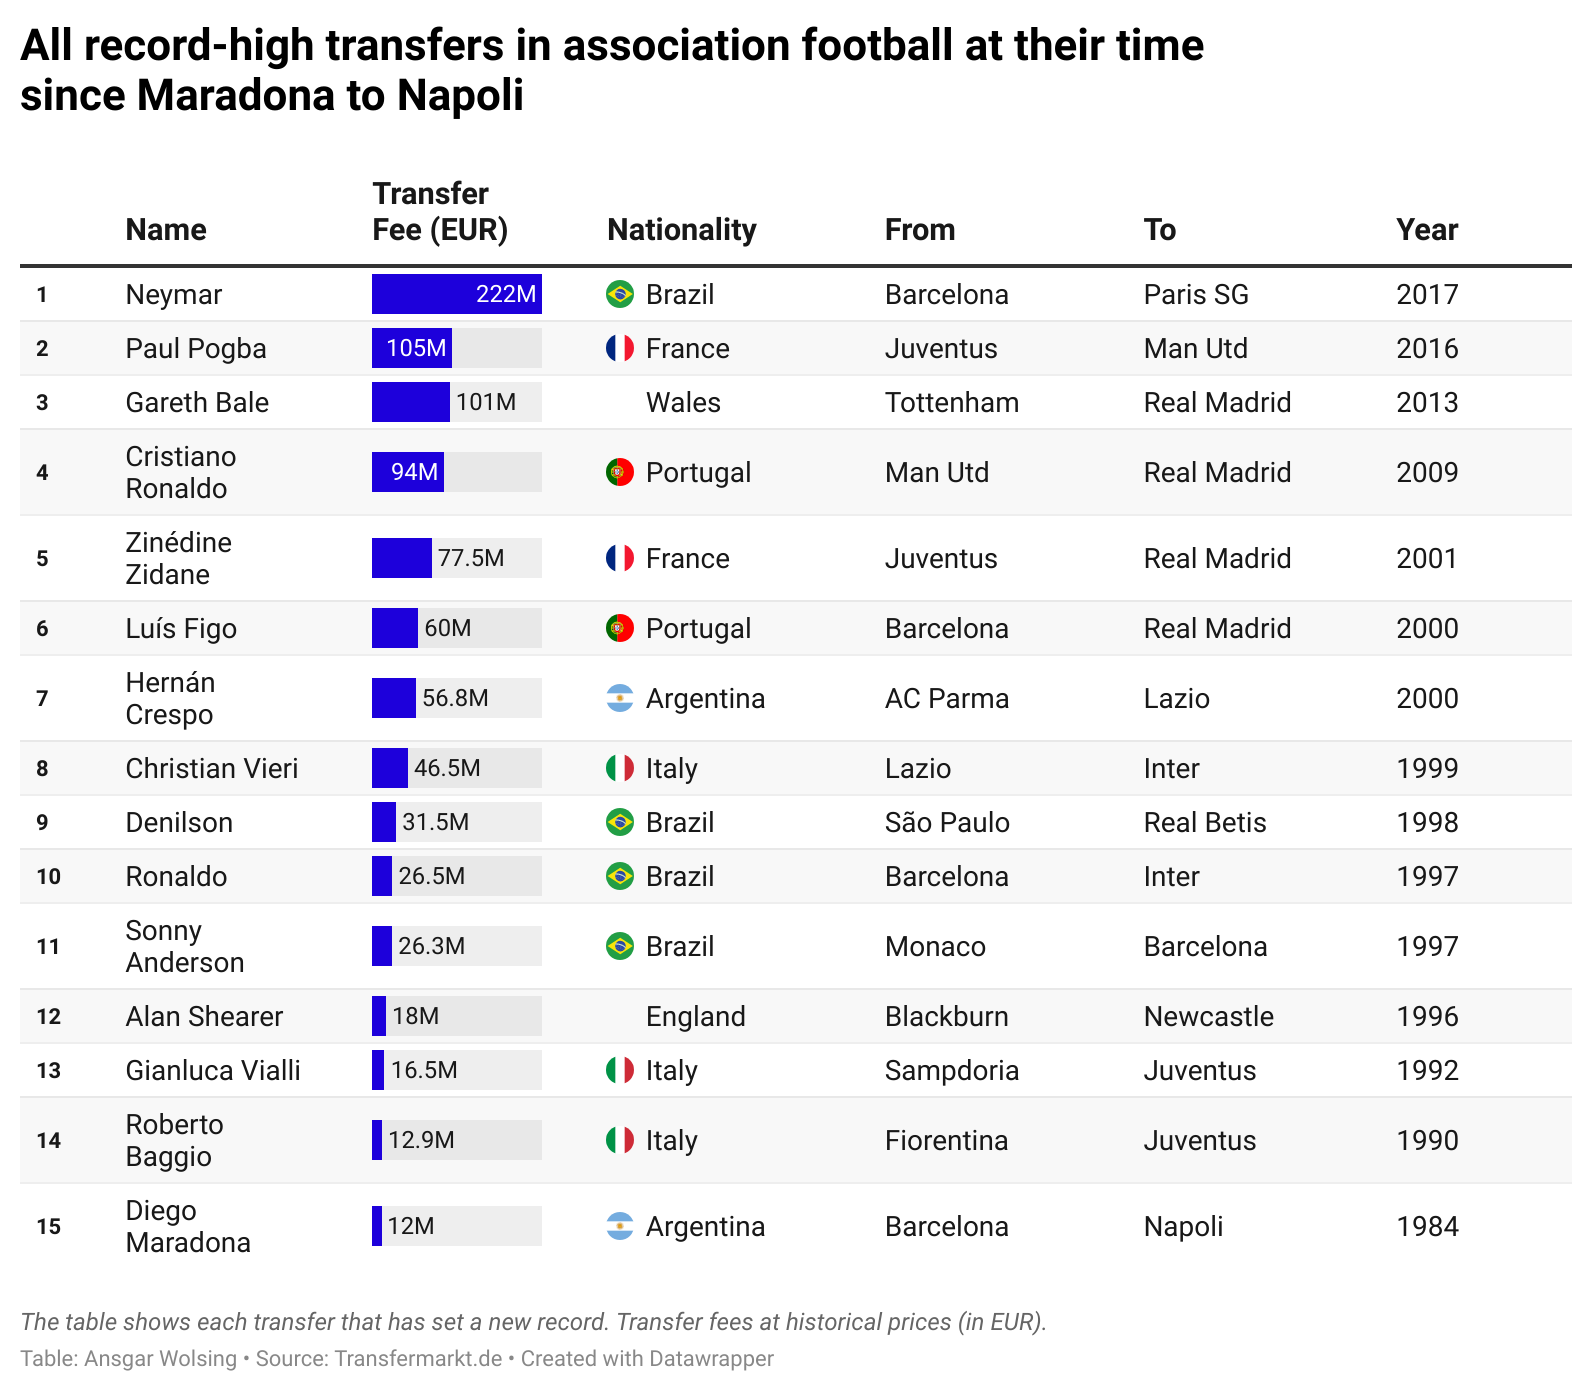 All record-high transfers in association football at their time
since Maradona to Napoli
Name Transfer Fee (EUR) Nationality From To Year
1 Neymar 222M Brazil Barcelona Paris SG 2017
2 Paul Pogba 105M France Juventus Man Utd 2016
3 Gareth Bale 101M Wales Tottenham Real Madrid 2013
4 Cristiano Ronaldo 94M Portugal Man Utd Real Madrid 2009
5 Zinédine Zidane 77.5M France Juventus Real Madrid 2001
6 Luís Figo 60M Portugal Barcelona Real Madrid 2000
7 Hernán Crespo 56.8M Argentina AC Parma Lazio 2000
8 Christian Vieri 46.5M Italy Lazio Inter 1999
9 Denilson 31.5M Brazil São Paulo Real Betis 1998
10 Ronaldo 26.5M Brazil Barcelona Inter 1997
11 Sonny Anderson 26.3M Brazil Monaco Barcelona 1997
12 Alan Shearer 18M England Blackburn Newcastle 1996
13 Gianluca Vialli 16.5M Italy Sampdoria Juventus 1992
14 Roberto Baggio 12.9M Italy Fiorentina Juventus 1990
15 Diego Maradona 12M Argentina Barcelona Napoli 1984
The table shows each transfer that has set a new record. Transfer fees at historical prices (in EUR).
Table: Ansgar Wolsing • Source: Transfermarkt.de • Created with Datawrapper